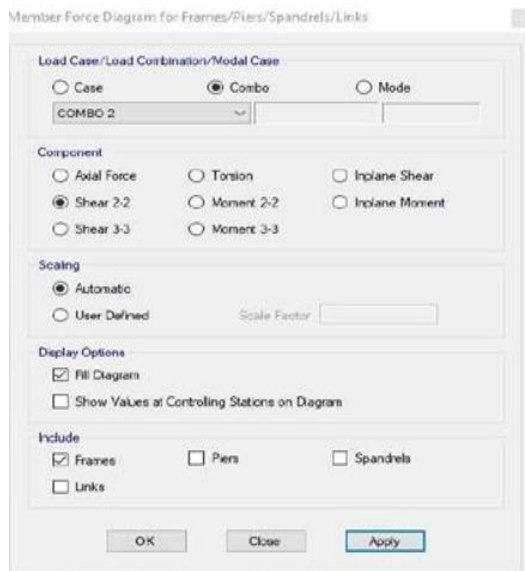 Member Force Diagram for Frames/Piers/Spandrels/Links
Load Case/Load Combination/Modal Case
Case Combo Mode
COMBO 2
Component
Axial Force Torsion Inplane Shear
Shear 2-2 Moment 2-2 Inplane Moment
Shear 3-3 Moment 3-3
Scaling
Automatic
User Defined Scale Factor
Display Options
Fill Diagram
Show Values at Controlling Stations on Diagram
Include
Frames Piers Spandrels
Links
OK Close Apply